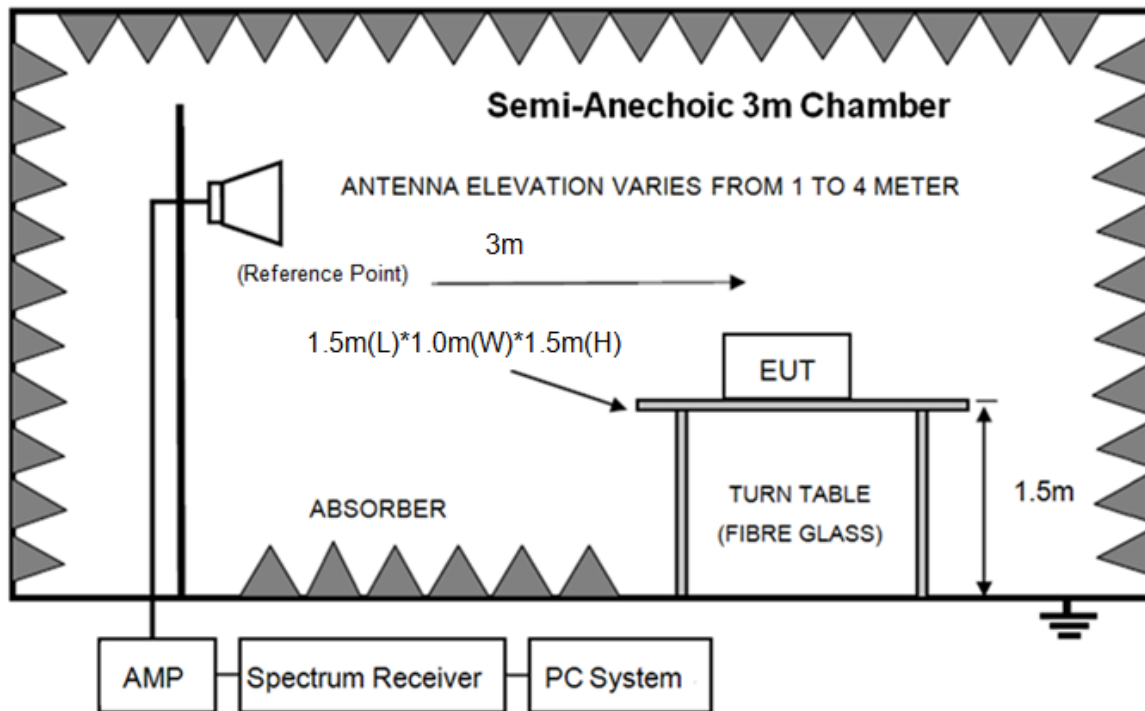 Semi-Anechoic 3m Chamber
ANTENNA ELEVATION VARIES FROM 1 TO 4 METER
3m
(Reference Point)
1.5m(L)*1.0m(W)*1.5m(H)
EUT
ABSORBER
TURN TABLE
(FIBRE GLASS)
1.5m
AMP
Spectrum Receiver
PC System